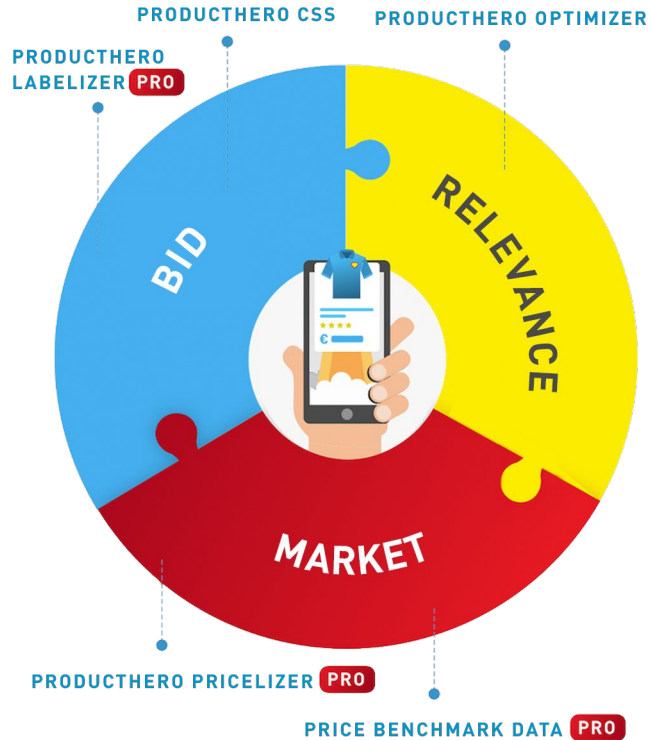 PRODUCTHERO CSS
PRODUCTHERO OPTIMIZER
PRODUCTHERO
LABELIZER PRO
BID
RELEVANCE
MARKET
PRODUCTHERO PRICELIZER PRO
PRICE BENCHMARK DATA PRO